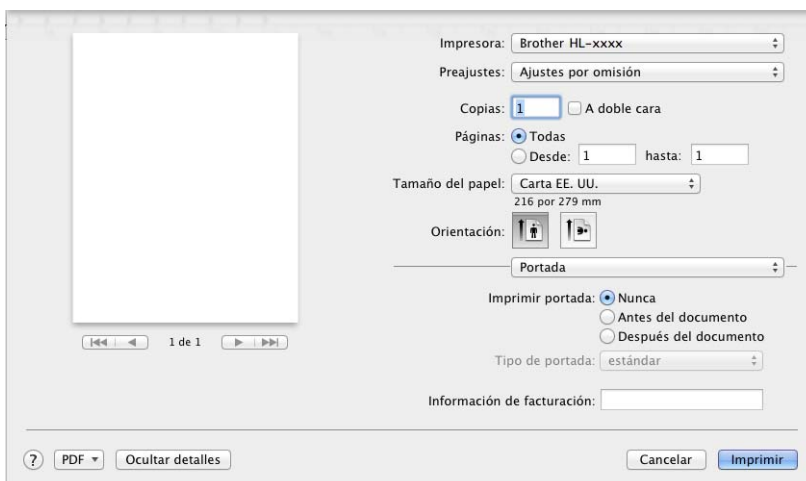 Impresora: Brother HL-xxxx
Preajustes: Ajustes por omisión
Copias: 1 A doble cara
Páginas: Todas
Desde: 1 hasta: 1
Tamaño del papel: Carta EE. UU.
216 por 279 mm
Orientación:
Portada
Imprimir portada: Nunca
Antes del documento
Después del documento
1 de 1
Tipo de portada: estándar
Información de facturación:
? PDF Ocultar detalles Cancelar Imprimir